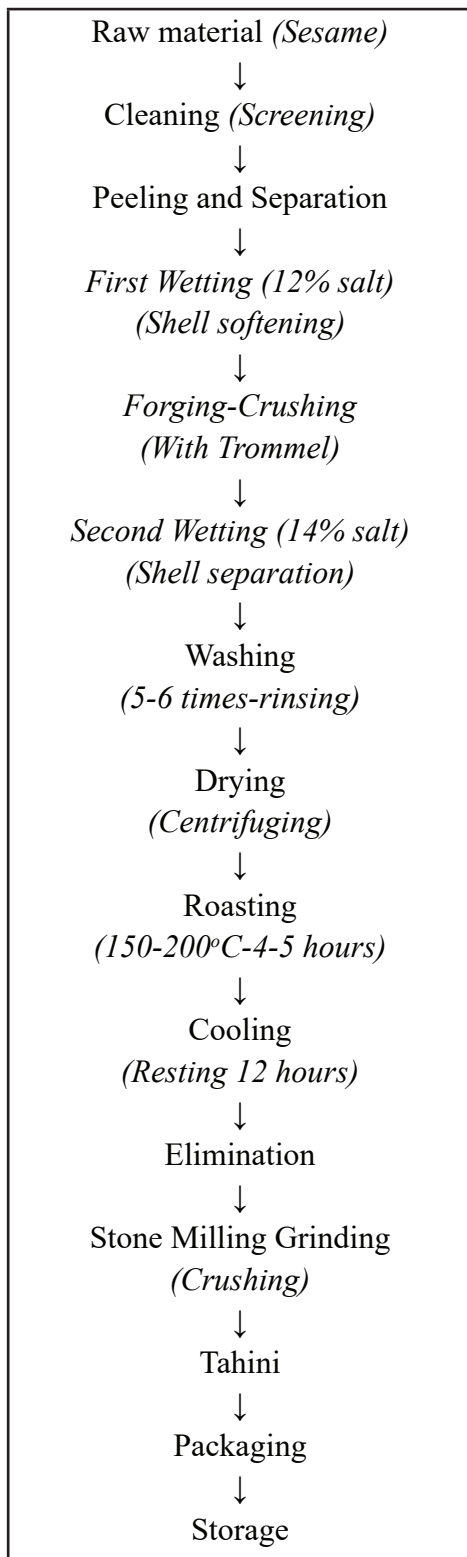 Raw material (Sesame)
↓
Cleaning (Screening)
↓
Peeling and Separation
↓
First Wetting (12% salt)
(Shell softening)
↓
Forging-Crushing
(With Trommel)
↓
Second Wetting (14% salt)
(Shell separation)
↓
Washing
(5-6 times-rinsing)
↓
Drying
(Centrifuging)
↓
Roasting
(150-200°C-4-5 hours)
↓
Cooling
(Resting 12 hours)
↓
Elimination
↓
Stone Milling Grinding
(Crushing)
↓
Tahini
↓
Packaging
↓
Storage